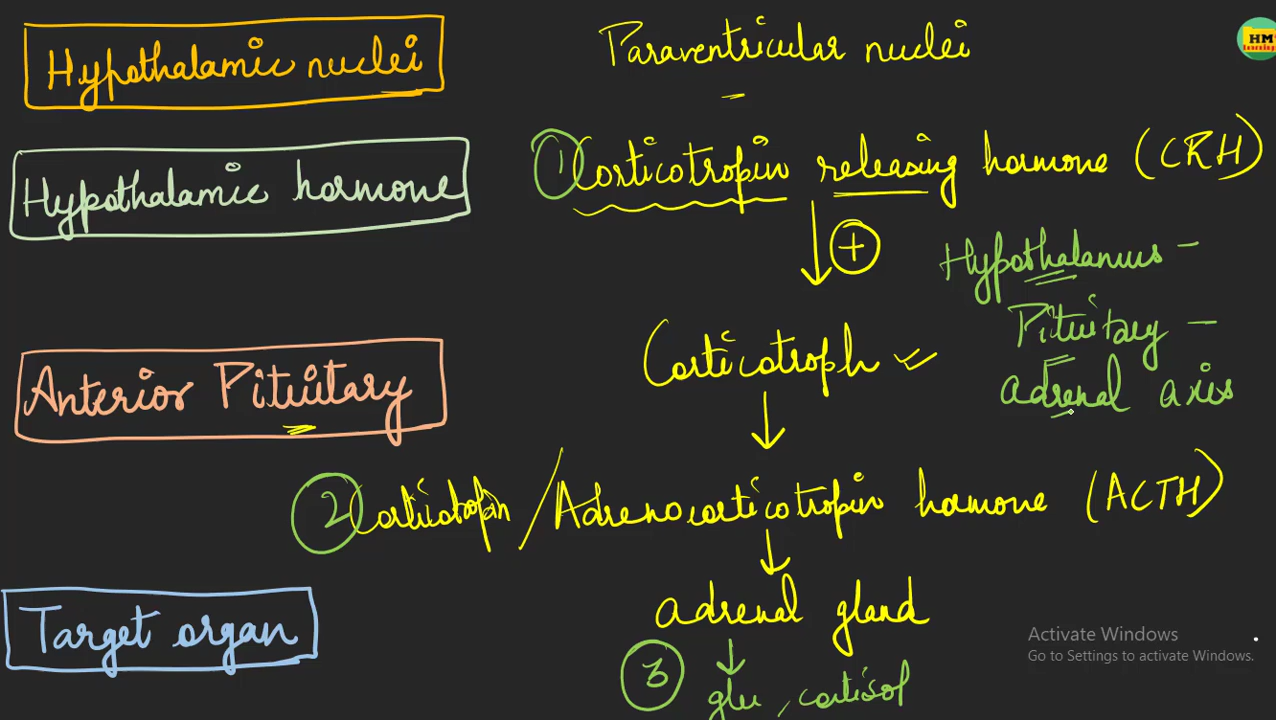 Hypothalamic nuclei
Paraventricular nuclei
HM
Hypothalamic hormone
1 Corticotropin releasing hormone (CRH)
+
Hypothalamus -
Pituitary -
adrenal axis
Anterior Pituitary
Corticotroph
2 Corticotropin / Adrenocorticotropin hormone (ACTH)
Target organ
adrenal gland
3
glu, cortisol
Activate Windows
Go to Settings to activate Windows.